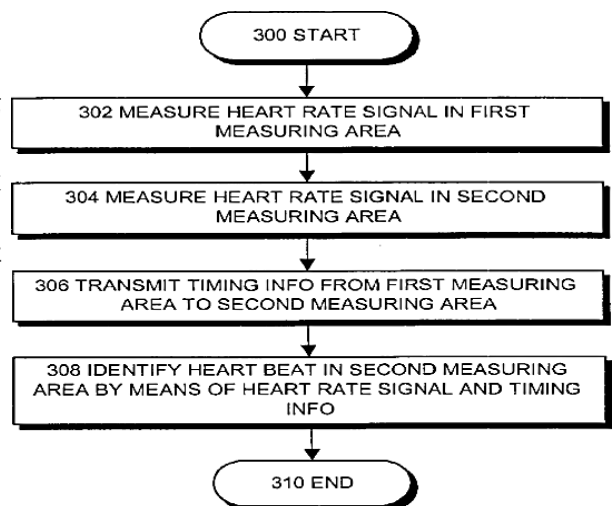 300 START
302 MEASURE HEART RATE SIGNAL IN FIRST
MEASURING AREA
304 MEASURE HEART RATE SIGNAL IN SECOND
MEASURING AREA
306 TRANSMIT TIMING INFO FROM FIRST MEASURING
AREA TO SECOND MEASURING AREA
308 IDENTIFY HEART BEAT IN SECOND MEASURING
AREA BY MEANS OF HEART RATE SIGNAL AND TIMING
INFO
310 END